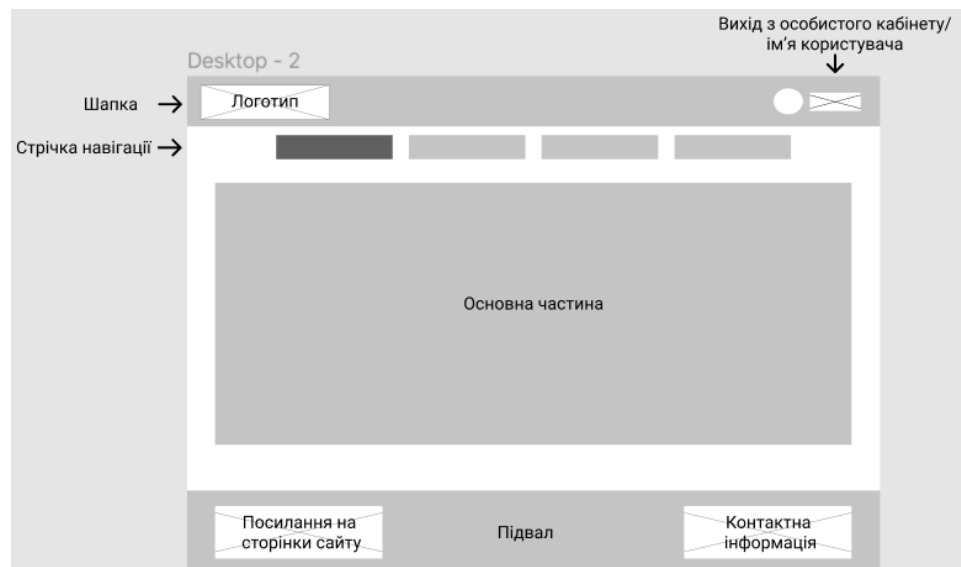 Вихід з особистого кабінету/
ім’я користувача
Desktop - 2
Шапка
Логотип
Стрічка навігації
Основна частина
Посилання на
сторінки сайту
Підвал
Контактна
інформація